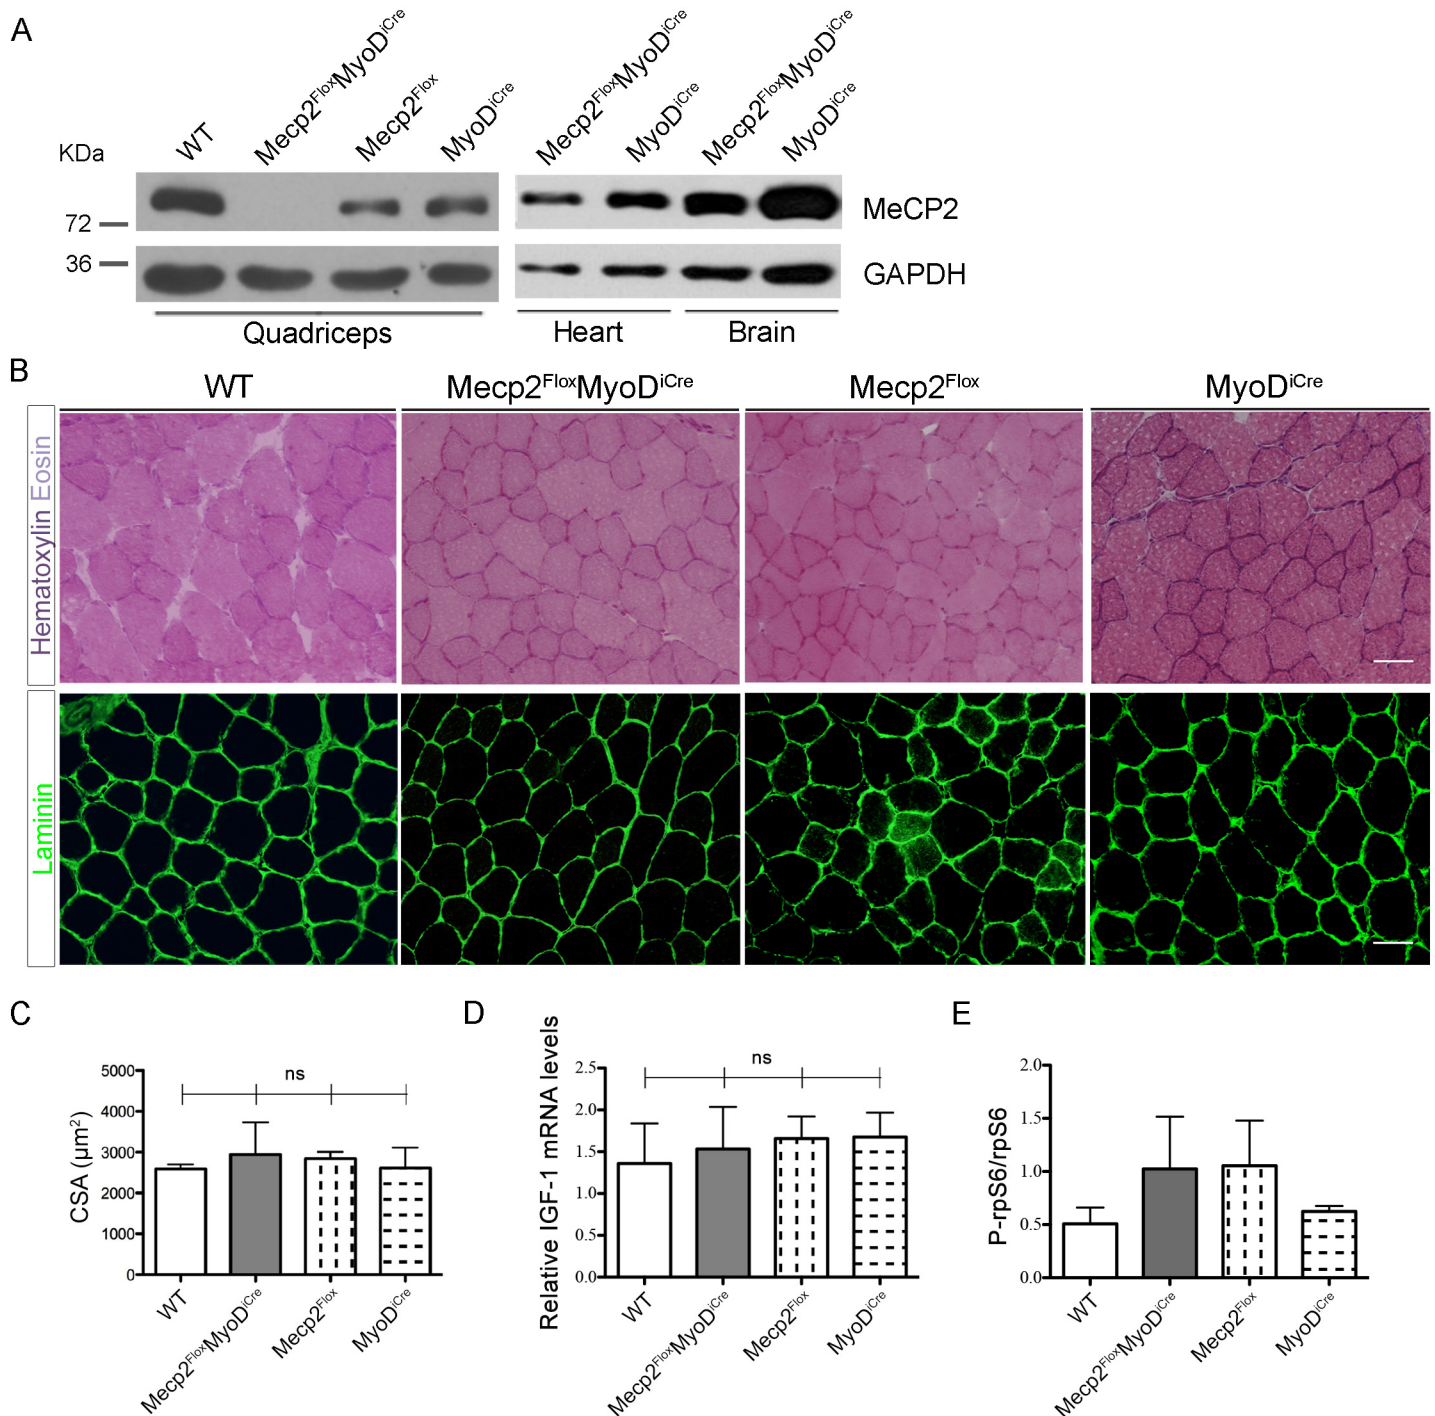 A
WT
Mecp2FloxMyoDiCre
Mecp2Flox
MyoDiCre
Mecp2FloxMyoDiCre
MyoDiCre
Mecp2FloxMyoDiCre
MyoDiCre
KDa
72
36
MeCP2
GAPDH
Quadriceps
Heart
Brain
B
WT
Mecp2FloxMyoDiCre
Mecp2Flox
MyoDiCre
Hematoxylin Eosin
Laminin
C
CSA (µm2)
5000
4000
3000
2000
1000
0
ns
WT
Mecp2FloxMyoDiCre
Mecp2Flox
MyoDiCre
D
Relative IGF-1 mRNA levels
2.5
2.0
1.5
1.0
0.5
0.0
ns
WT
Mecp2FloxMyoDiCre
Mecp2Flox
MyoDiCre
E
P-rpS6/rpS6
2.0
1.5
1.0
0.5
0.0
WT
Mecp2FloxMyoDiCre
Mecp2Flox
MyoDiCre